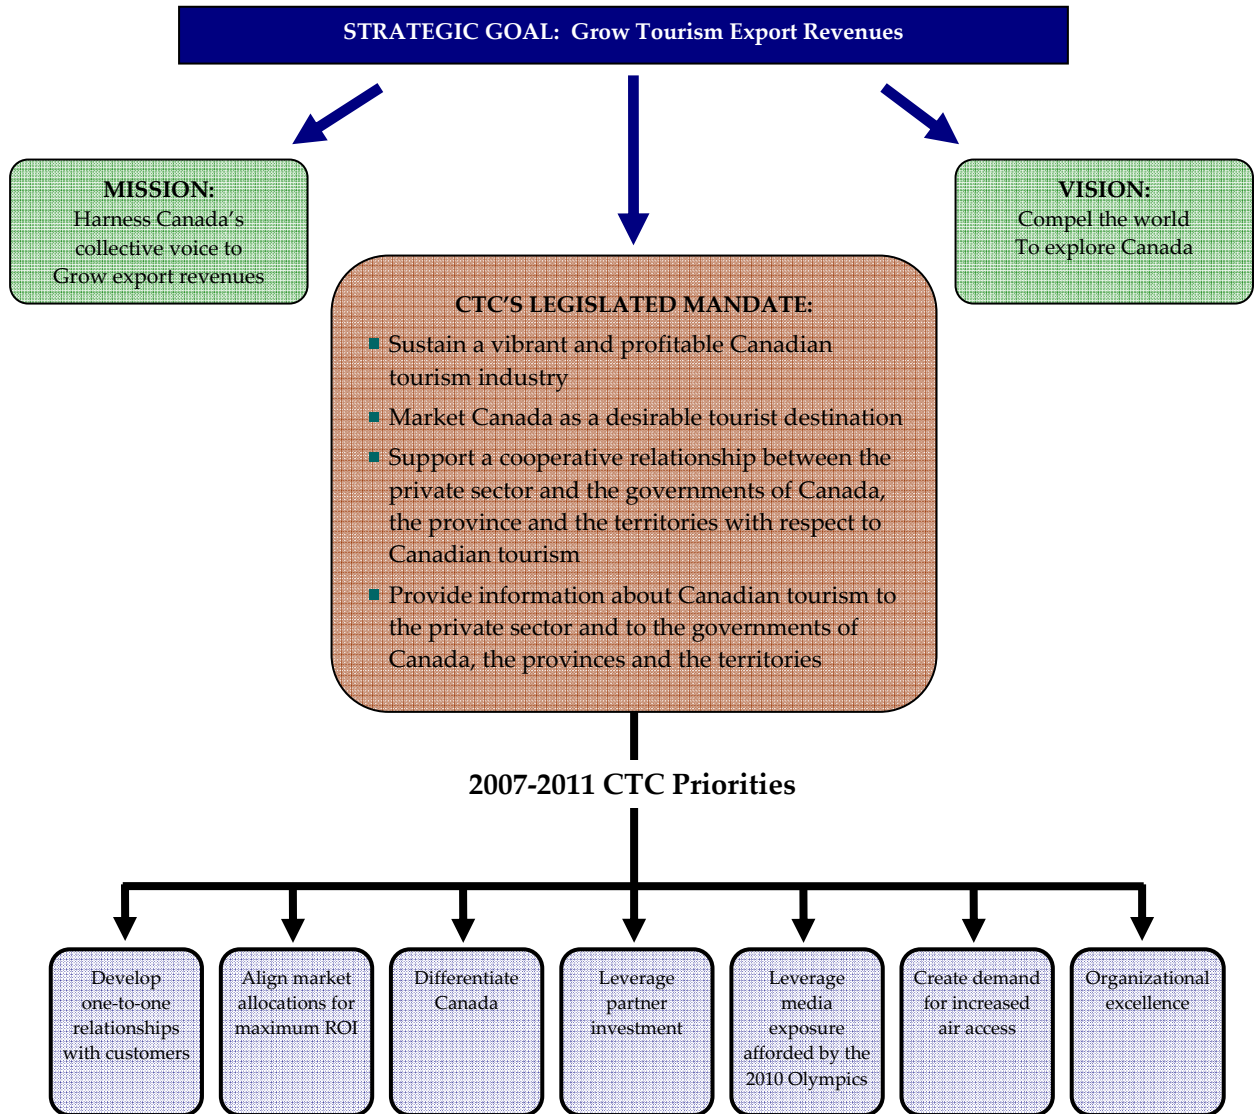 STRATEGIC GOAL:  Grow Tourism Export Revenues
MISSION:
Harness Canada’s
collective voice to
Grow export revenues
VISION:
Compel the world
To explore Canada
CTC’S LEGISLATED MANDATE:
▪ Sustain a vibrant and profitable Canadian
tourism industry
▪ Market Canada as a desirable tourist destination
▪ Support a cooperative relationship between the
private sector and the governments of Canada,
the province and the territories with respect to
Canadian tourism
▪ Provide information about Canadian tourism to
the private sector and to the governments of
Canada, the provinces and the territories
2007-2011 CTC Priorities
Develop
one-to-one
relationships
with customers
Align market
allocations for
maximum ROI
Differentiate
Canada
Leverage
partner
investment
Leverage
media
exposure
afforded by the
2010 Olympics
Create demand
for increased
air access
Organizational
excellence